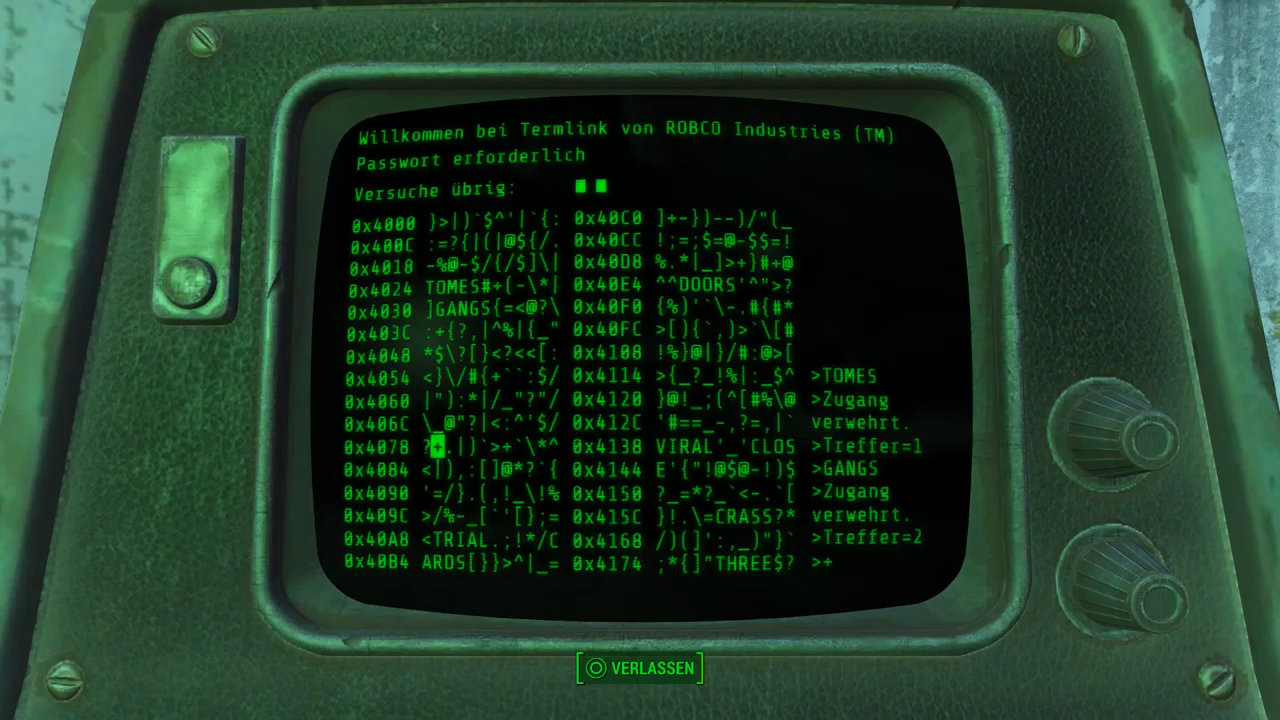 Willkommen bei Termlink von ROBCO Industries (TM)
Passwort erforderlich
Versuche übrig:
0x4000 }>|)`$^'|`{: 0x40C0 ]+-})--)/"(_
0x400C :=?{|(|@${/. 0x40CC !;=;$=@-$$=!
0x4018 -%@-$/{/$]\| 0x40D8 %.*|_]>+}#+@
0x4024 TOMES#+(-\*| 0x40E4 ^^DOORS'^">?
0x4030 ]GANGS{=<@?\ 0x40F0 {%)'`\-.#{#*
0x403C :+{?,|^%|{_" 0x40FC >[){`,)>`\[#
0x4048 *$\?[}<?<<[: 0x4108 !%}@|}/#:@>[
0x4054 <}\/#{+``:$/ 0x4114 >{_?_!%|:_$^ >TOMES
0x4060 |"):*|/_"?"/ 0x4120 }@!_;(^[#%\@ >Zugang
0x406C \_@"?|<:^'$/ 0x412C '#==_-,?=,|` verwehrt.
0x4078 ?+.|)`>+`\*^ 0x4138 VIRAL'_'CLOS >Treffer=1
0x4084 <|),:[]@*?`{ 0x4144 E'{"!@$@-!)$ >GANGS
0x4090 '=/}.(,!_\!% 0x4150 ?_=*?_`<-.`[ >Zugang
0x409C >/%-_[`'[};= 0x415C }!.\=CRASS?* verwehrt.
0x40A8 <TRIAL.;!*/C 0x4168 /)(]':,_)"}` >Treffer=2
0x40B4 ARDS[}}>^|_= 0x4174 ;*{]"THREE$? >+
VERLASSEN